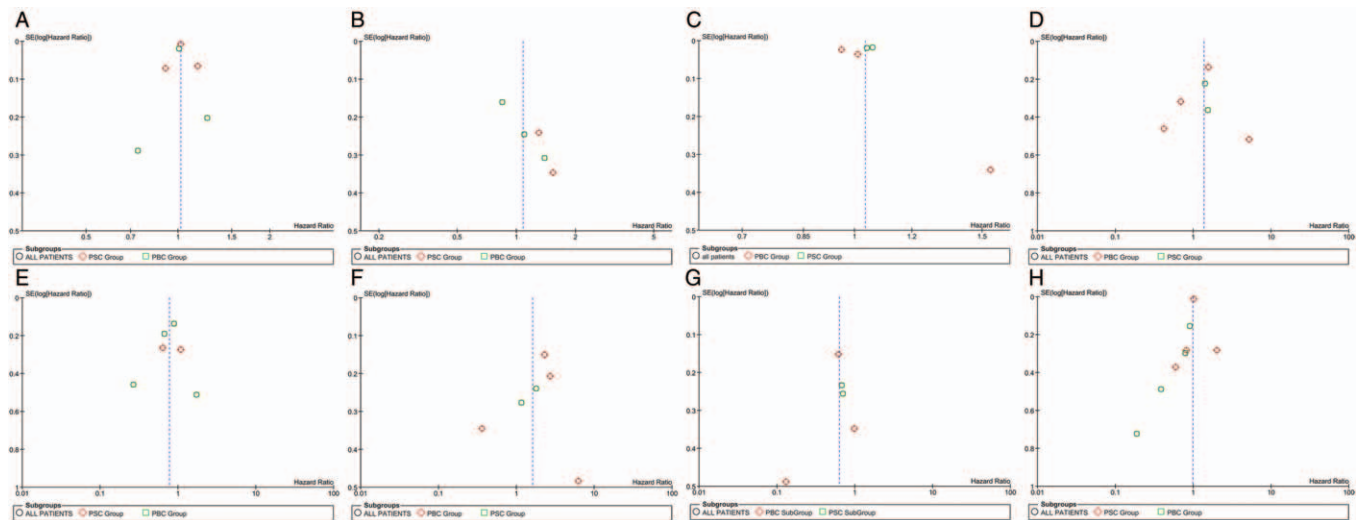 A
SE(log[Hazard Ratio])
0
0.1
0.2
0.3
0.4
0.5
0.5 0.7 1 1.5 2
Hazard Ratio
Subgroups
ALL PATIENTS PSC Group PBC Group
B
SE(log[Hazard Ratio])
0
0.1
0.2
0.3
0.4
0.5
0.2 0.5 1 2 5
Hazard Ratio
Subgroups
ALL PATIENTS PSC Group PBC Group
C
SE(log[Hazard Ratio])
0
0.1
0.2
0.3
0.4
0.5
0.7 0.85 1 1.2 1.5
Hazard Ratio
Subgroups
all patients PBC Group PSC Group
D
SE(log[Hazard Ratio])
0
0.2
0.4
0.6
0.8
1
0.01 0.1 1 10 100
Hazard Ratio
Subgroups
ALL PATIENTS PBC Group PSC Group
E
SE(log[Hazard Ratio])
0
0.2
0.4
0.6
0.8
1
0.01 0.1 1 10 100
Hazard Ratio
Subgroups
ALL PATIENTS PSC Group PBC Group
F
SE(log[Hazard Ratio])
0
0.1
0.2
0.3
0.4
0.5
0.01 0.1 1 10 100
Hazard Ratio
Subgroups
ALL PATIENTS PBC Group PSC Group
G
SE(log[Hazard Ratio])
0
0.1
0.2
0.3
0.4
0.5
0.01 0.1 1 10 100
Hazard Ratio
Subgroups
ALL PATIENTS PBC SubGroup PSC SubGroup
H
SE(log[Hazard Ratio])
0
0.2
0.4
0.6
0.8
1
0.01 0.1 1 10 100
Hazard Ratio
Subgroups
ALL PATIENTS PSC Group PBC Group